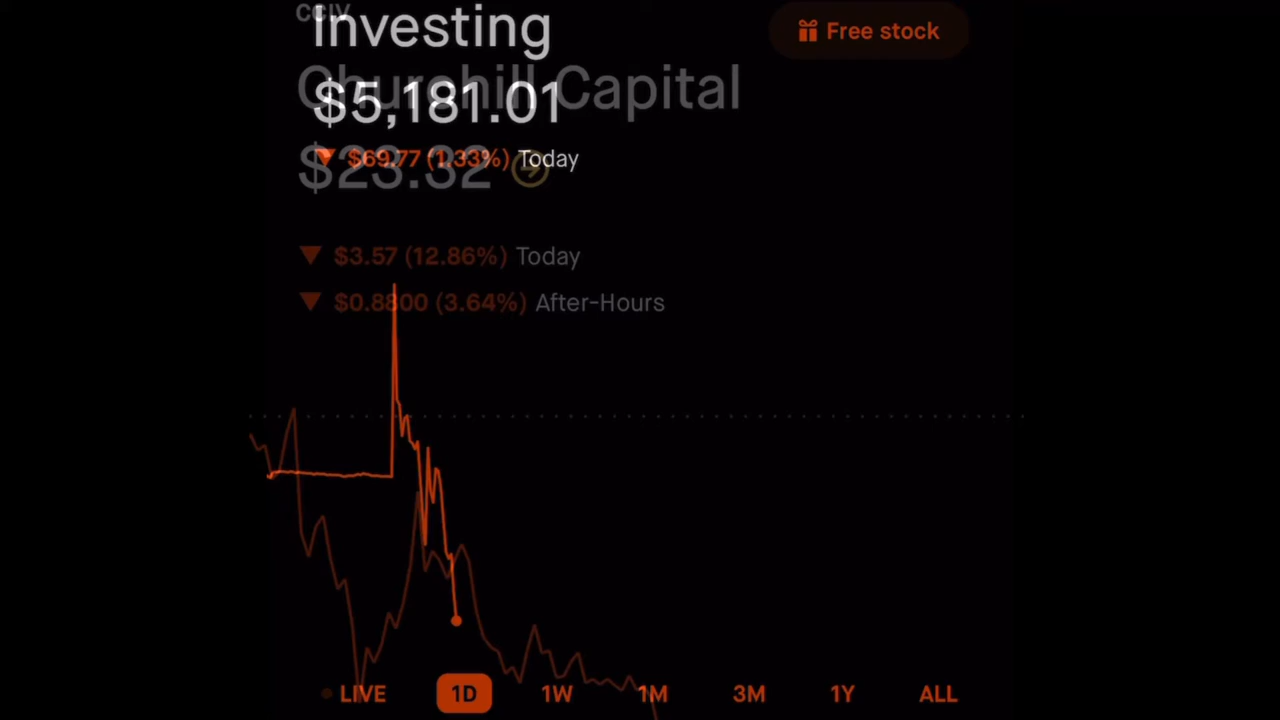 CCIV
Investing
Free stock
Churchill Capital
$5,181.01
▼ $69.77 (1.33%) Today
$23.32
▼ $3.57 (12.86%) Today
▼ $0.8800 (3.64%) After-Hours
LIVE 1D 1W 1M 3M 1Y ALL